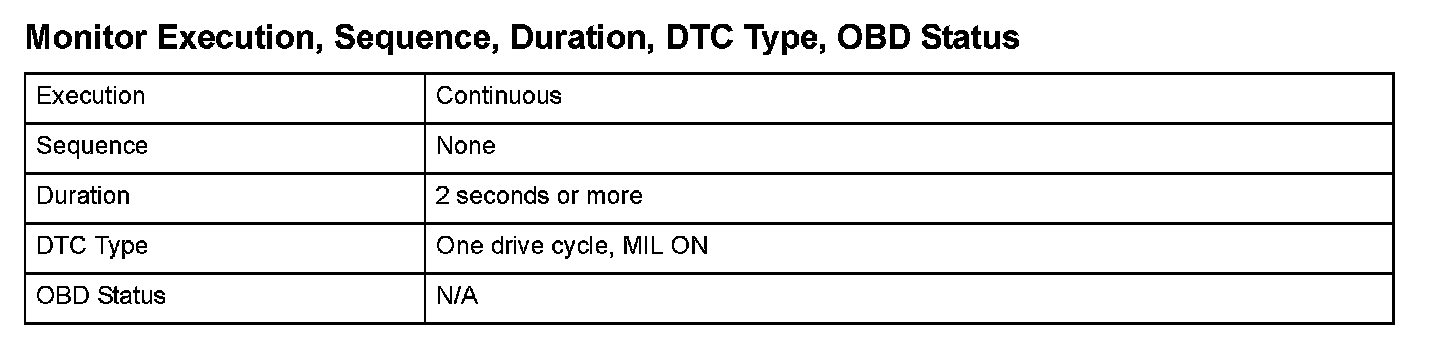 Monitor Execution, Sequence, Duration, DTC Type, OBD Status
Execution Continuous
Sequence None
Duration 2 seconds or more
DTC Type One drive cycle, MIL ON
OBD Status N/A